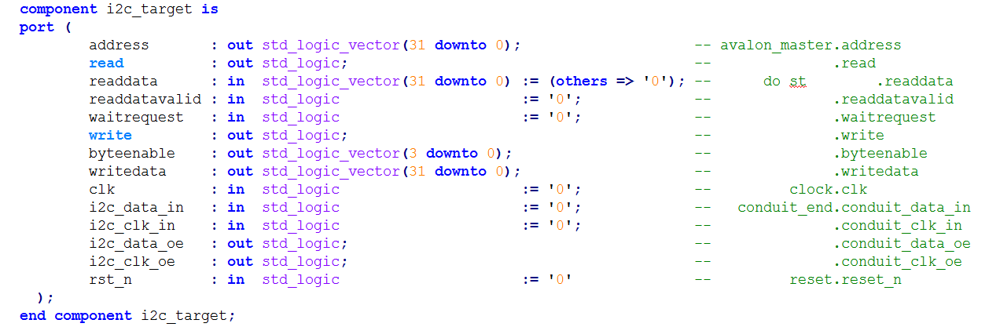 component i2c_target is
port (
address : out std_logic_vector(31 downto 0); -- avalon_master.address
read : out std_logic; -- .read
readdata : in std_logic_vector(31 downto 0) := (others => '0'); -- do st .readdata
readdatavalid : in std_logic := '0'; -- .readdatavalid
waitrequest : in std_logic := '0'; -- .waitrequest
write : out std_logic; -- .write
byteenable : out std_logic_vector(3 downto 0); -- .byteenable
writedata : out std_logic_vector(31 downto 0); -- .writedata
clk : in std_logic := '0'; -- clock.clk
i2c_data_in : in std_logic := '0'; -- conduit_end.conduit_data_in
i2c_clk_in : in std_logic := '0'; -- .conduit_clk_in
i2c_data_oe : out std_logic; -- .conduit_data_oe
i2c_clk_oe : out std_logic; -- .conduit_clk_oe
rst_n : in std_logic := '0' -- reset.reset_n
);
end component i2c_target;